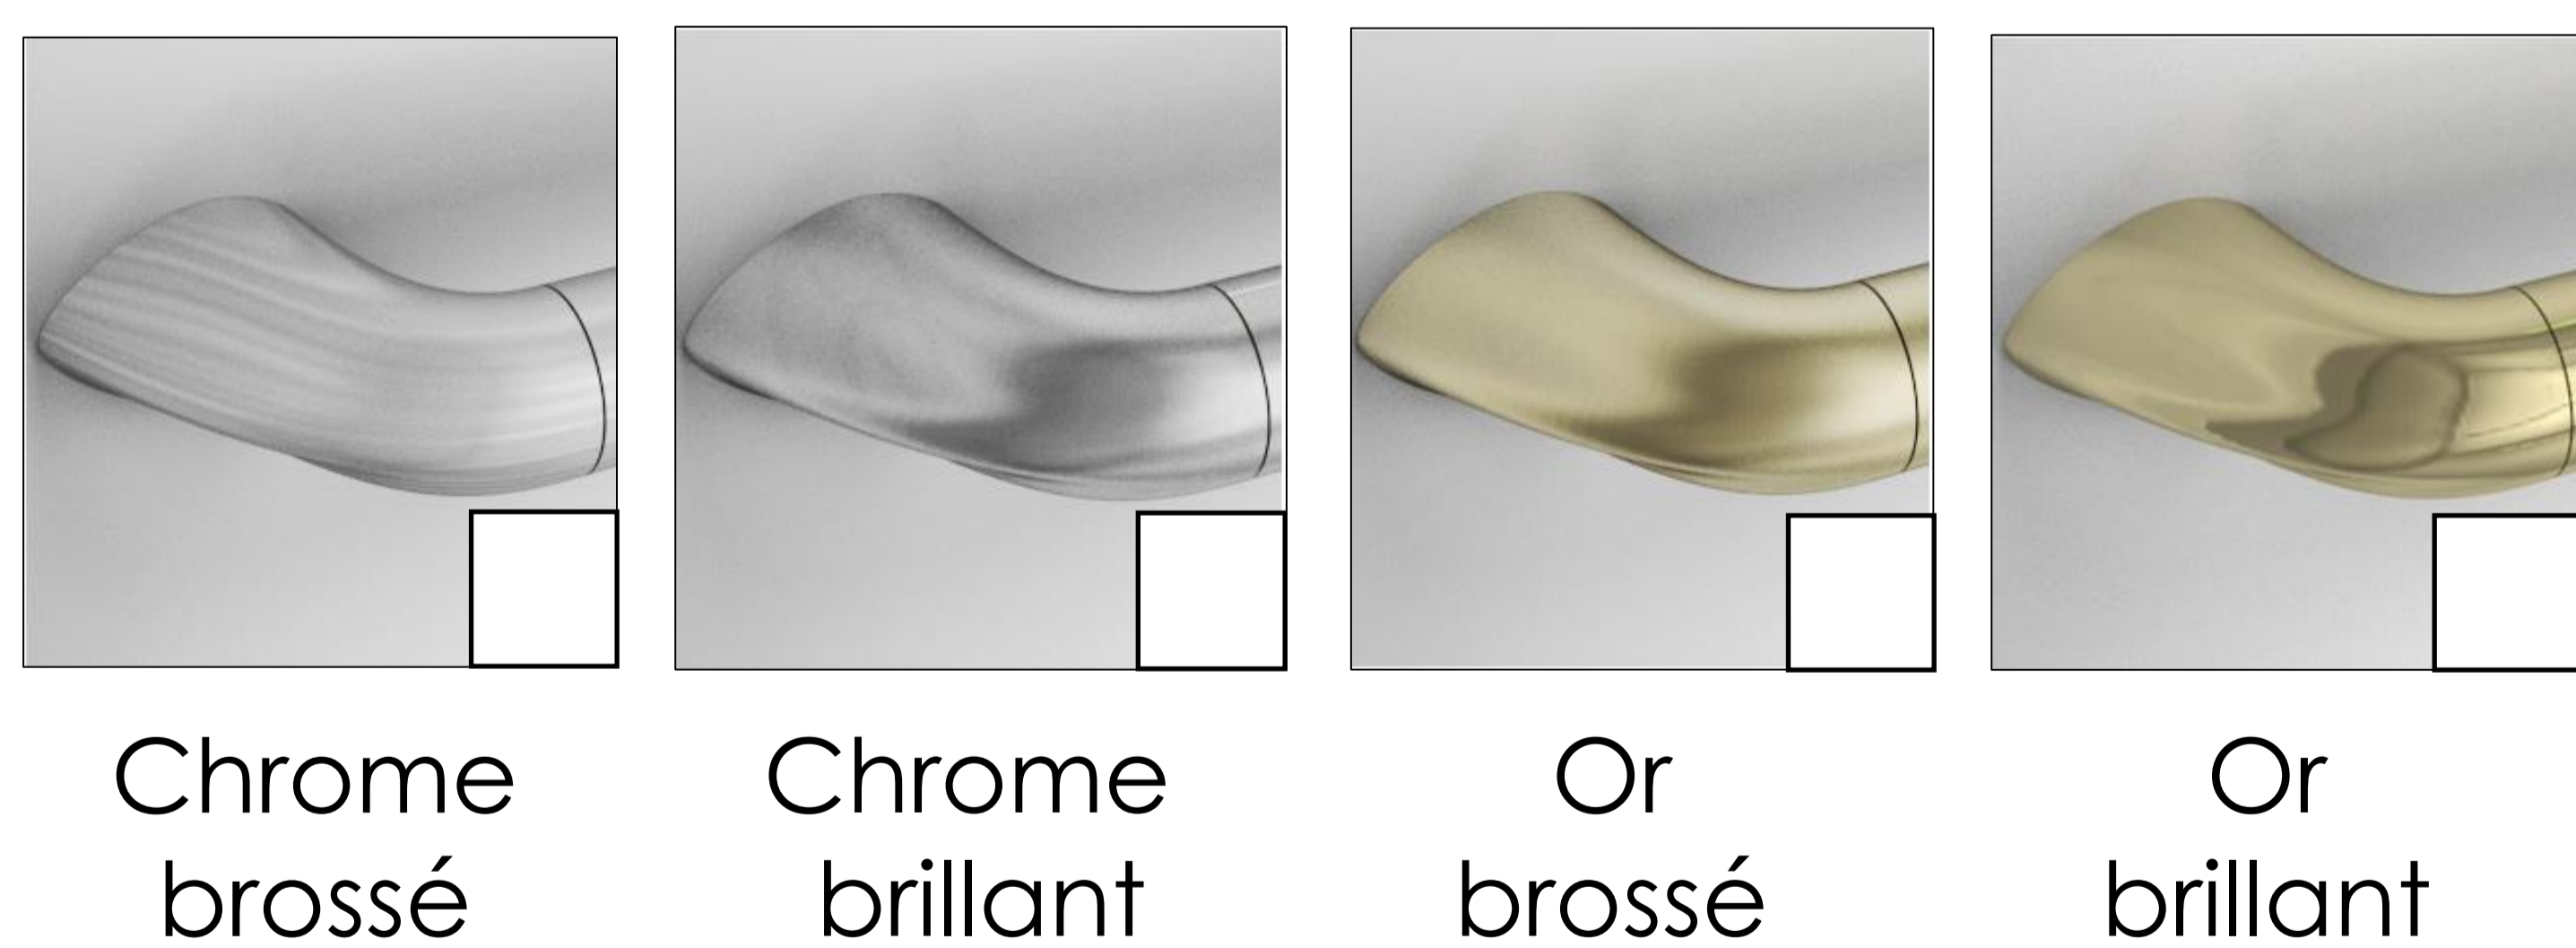 Chrome
brossé
Chrome
brillant
Or
brossé
Or
brillant